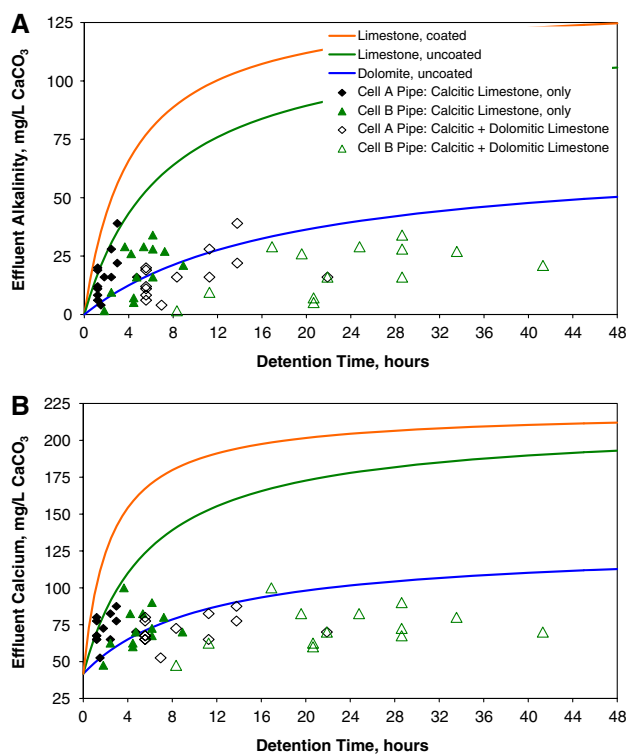 A
125
100
75
50
25
0
Effluent Alkalinity, mg/L CaCO3
Limestone, coated
Limestone, uncoated
Dolomite, uncoated
Cell A Pipe: Calcitic Limestone, only
Cell B Pipe: Calcitic Limestone, only
Cell A Pipe: Calcitic + Dolomitic Limestone
Cell B Pipe: Calcitic + Dolomitic Limestone
0 4 8 12 16 20 24 28 32 36 40 44 48
Detention Time, hours
B
225
200
175
150
125
100
75
50
25
Effluent Calcium, mg/L CaCO3
0 4 8 12 16 20 24 28 32 36 40 44 48
Detention Time, hours